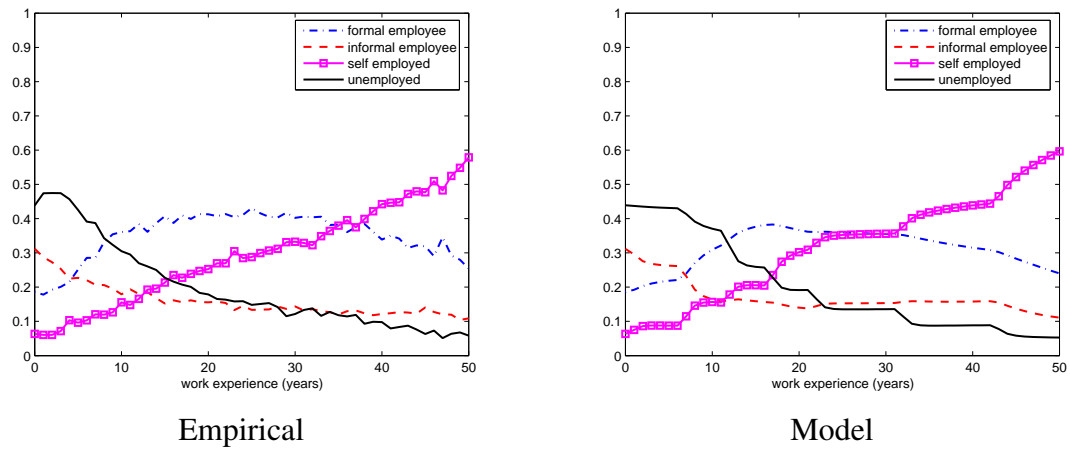 1
0.9
0.8
0.7
0.6
0.5
0.4
0.3
0.2
0.1
0
0 10 20 30 40 50
work experience (years)
formal employee
informal employee
self employed
unemployed
Empirical
1
0.9
0.8
0.7
0.6
0.5
0.4
0.3
0.2
0.1
0
0 10 20 30 40 50
work experience (years)
formal employee
informal employee
self employed
unemployed
Model